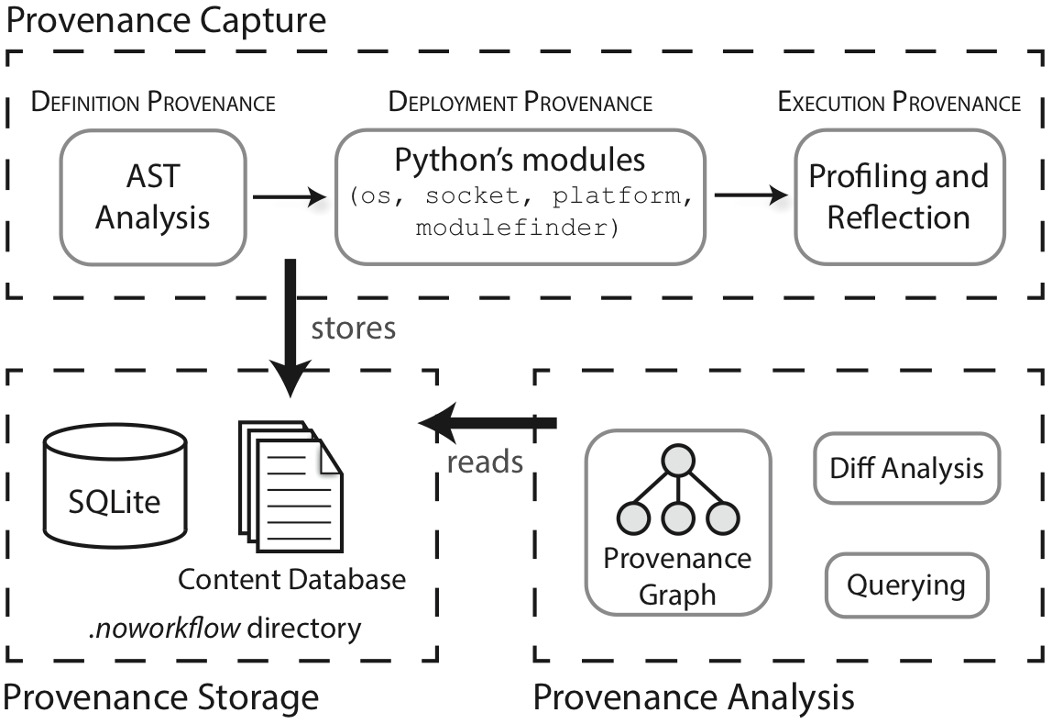 Provenance Capture
DEFINITION PROVENANCE
AST
Analysis
DEPLOYMENT PROVENANCE
Python's modules
(os, socket, platform,
modulefinder)
EXECUTION PROVENANCE
Profiling and
Reflection
stores
SQLite
Content Database
.noworkflow directory
Provenance Storage
reads
Provenance
Graph
Diff Analysis
Querying
Provenance Analysis